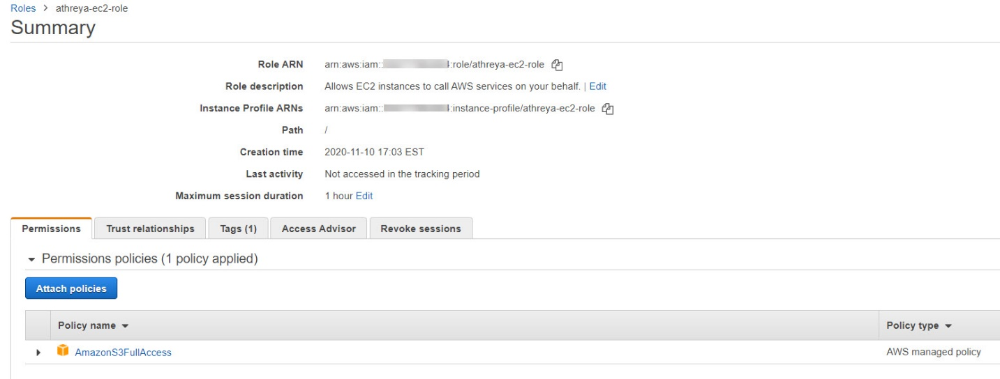 Roles > athreya-ec2-role
Summary
Role ARN arn:aws:iam:: :role/athreya-ec2-role
Role description Allows EC2 instances to call AWS services on your behalf. | Edit
Instance Profile ARNs arn:aws:iam:: :instance-profile/athreya-ec2-role
Path /
Creation time 2020-11-10 17:03 EST
Last activity Not accessed in the tracking period
Maximum session duration 1 hour Edit
Permissions Trust relationships Tags (1) Access Advisor Revoke sessions
Permissions policies (1 policy applied)
Attach policies
Policy name Policy type
AmazonS3FullAccess AWS managed policy